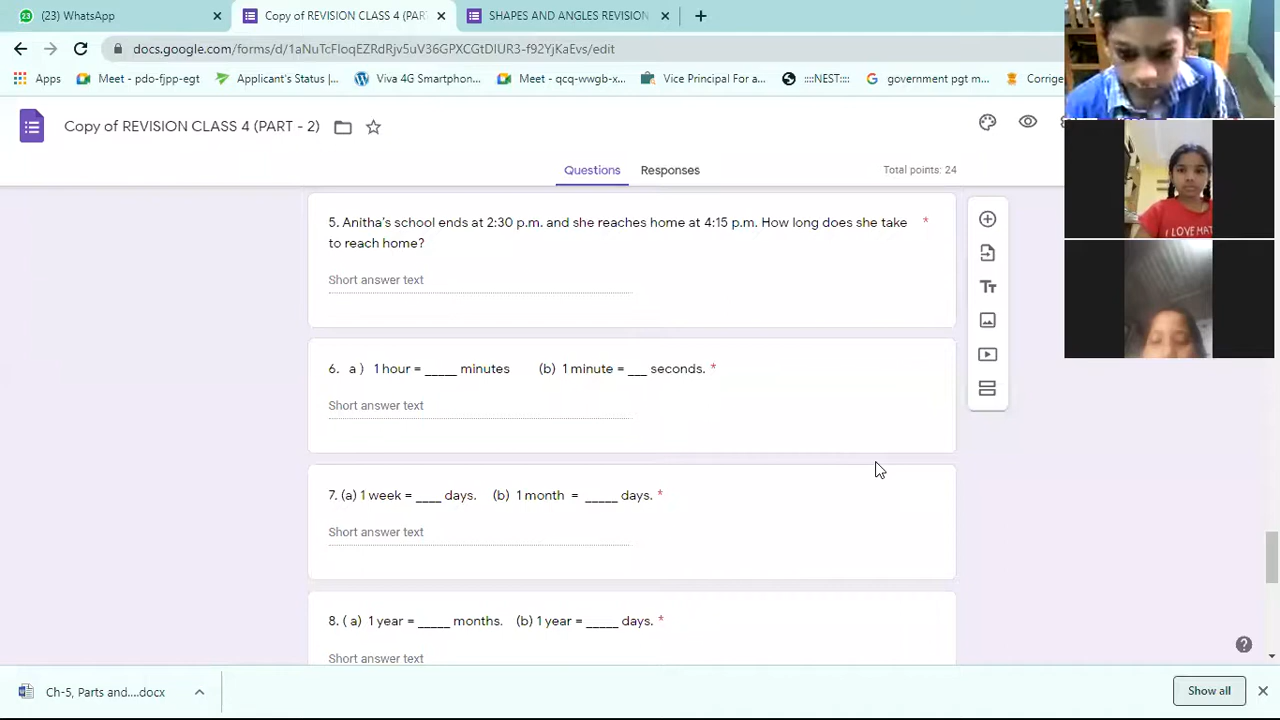 (23) WhatsApp
Copy of REVISION CLASS 4 (PAR
SHAPES AND ANGLES REVISION
docs.google.com/forms/d/1aNuTcFIoqEZRdRjv5uV36GPXCGtDIUR3-f92YjKaEvs/edit
Apps
Meet - pdo-fjpp-egt
Applicant's Status |...
Viva 4G Smartphon...
Meet - qcq-wwgb-x...
Vice Principal For a...
::::NEST::::
government pgt m...
Corrige
Copy of REVISION CLASS 4 (PART - 2)
Questions
Responses
Total points: 24
5. Anitha's school ends at 2:30 p.m. and she reaches home at 4:15 p.m. How long does she take *
to reach home?
Short answer text
6. a ) 1 hour = _____ minutes (b) 1 minute = ___ seconds. *
Short answer text
7. (a) 1 week = ____ days. (b) 1 month = _____ days. *
Short answer text
8. ( a) 1 year = _____ months. (b) 1 year = _____ days. *
Short answer text
Ch-5, Parts and....docx
Show all
I LOVE MAT